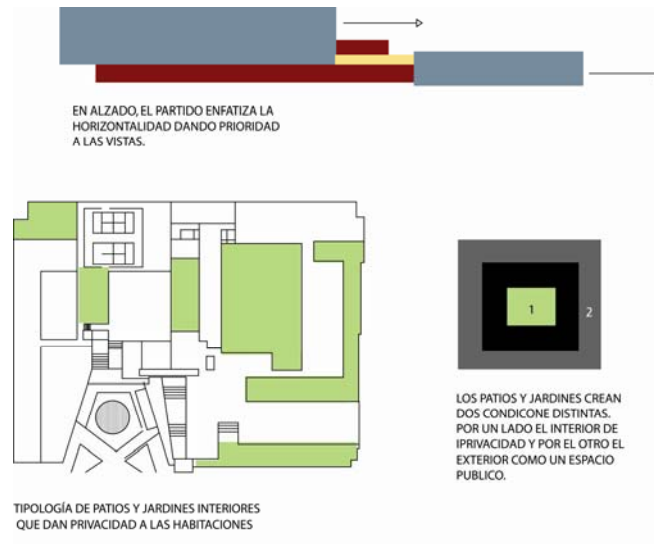 EN ALZADO, EL PARTIDO ENFATIZA LA
HORIZONTALIDAD DANDO PRIORIDAD
A LAS VISTAS.
1
2
LOS PATIOS Y JARDINES CREAN
DOS CONDICONE DISTINTAS.
POR UN LADO EL INTERIOR DE
IPRIVACIDAD Y POR EL OTRO EL
EXTERIOR COMO UN ESPACIO
PUBLICO.
TIPOLOGÍA DE PATIOS Y JARDINES INTERIORES
QUE DAN PRIVACIDAD A LAS HABITACIONES